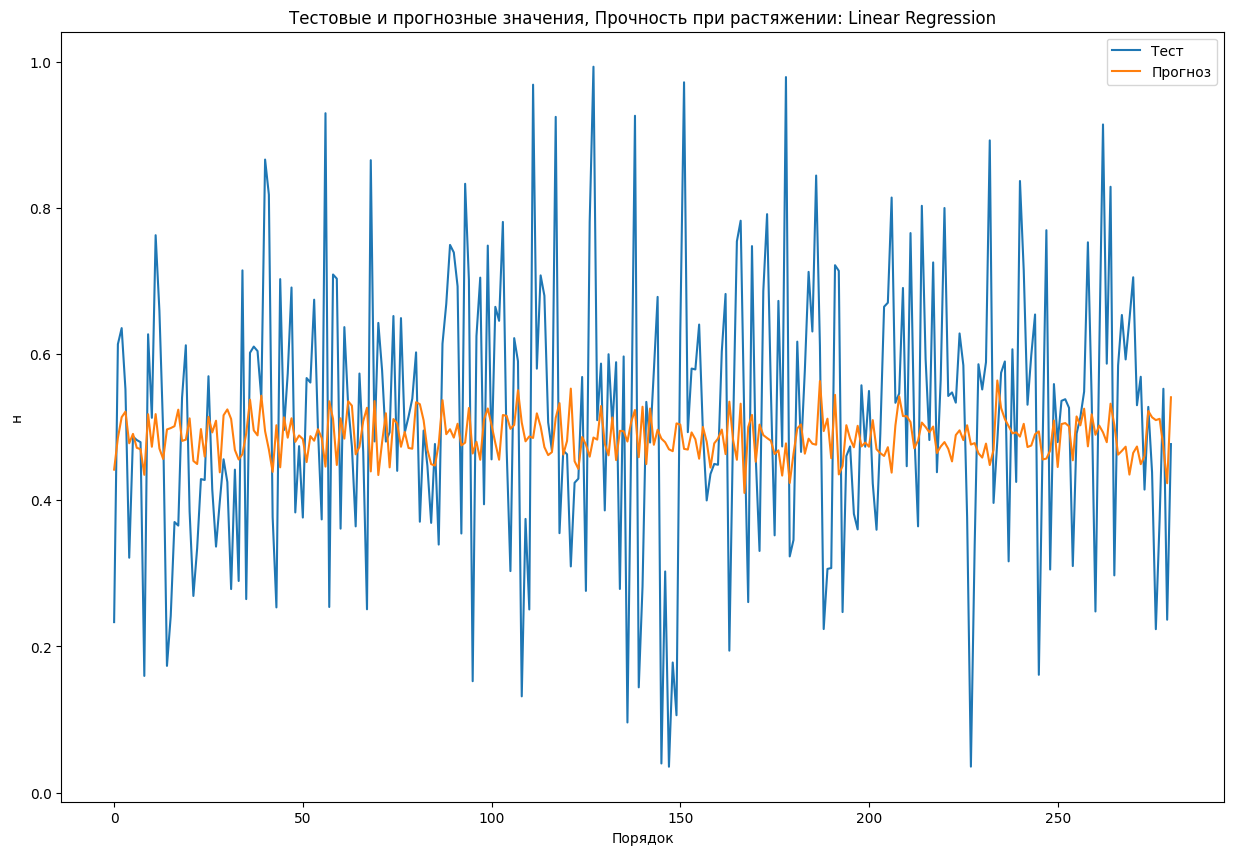 Тестовые и прогнозные значения, Прочность при растяжении: Linear Regression
Тест
Прогноз
н
1.0
0.8
0.6
0.4
0.2
0.0
0
50
100
150
200
250
Порядок